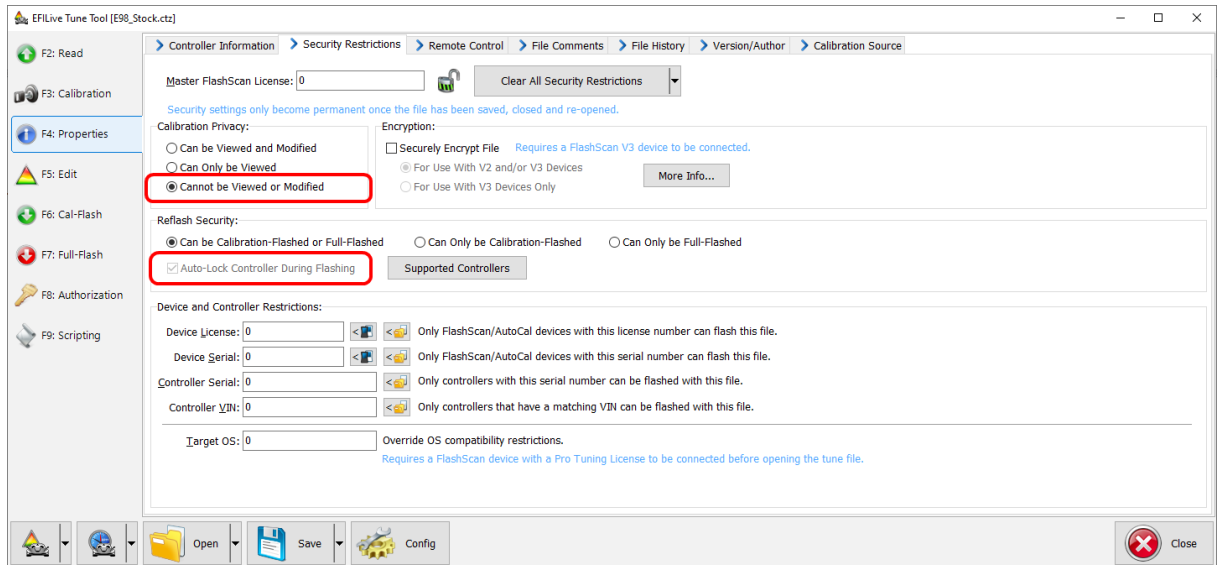 EFILive Tune Tool [E98_Stock.ctz]
F2: Read
F3: Calibration
F4: Properties
F5: Edit
F6: Cal-Flash
F7: Full-Flash
F8: Authorization
F9: Scripting
Controller Information Security Restrictions Remote Control File Comments File History Version/Author Calibration Source
Master FlashScan License: 0 Clear All Security Restrictions
Security settings only become permanent once the file has been saved, closed and re-opened.
Calibration Privacy:
Can be Viewed and Modified
Can Only be Viewed
Cannot be Viewed or Modified
Encryption:
Securely Encrypt File Requires a FlashScan V3 device to be connected.
For Use With V2 and/or V3 Devices
For Use With V3 Devices Only
More Info...
Reflash Security:
Can be Calibration-Flashed or Full-Flashed Can Only be Calibration-Flashed Can Only be Full-Flashed
Auto-Lock Controller During Flashing Supported Controllers
Device and Controller Restrictions:
Device License: 0 < < Only FlashScan/AutoCal devices with this license number can flash this file.
Device Serial: 0 < < Only FlashScan/AutoCal devices with this serial number can flash this file.
Controller Serial: 0 < Only controllers with this serial number can be flashed with this file.
Controller VIN: 0 < Only controllers that have a matching VIN can be flashed with this file.
Target OS: 0 Override OS compatibility restrictions.
Requires a FlashScan device with a Pro Tuning License to be connected before opening the tune file.
Open Save Config Close